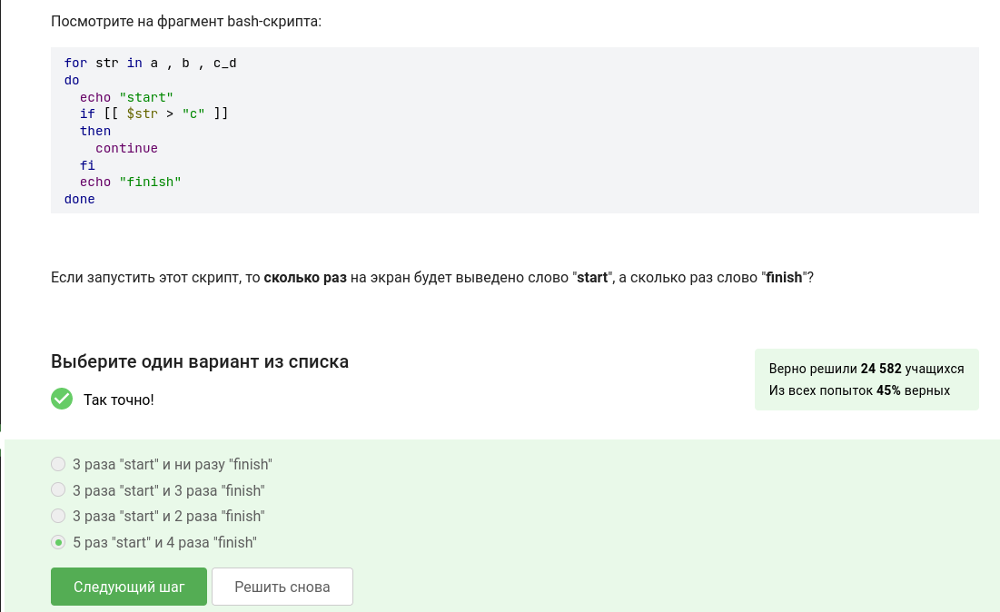 Посмотрите на фрагмент bash-скрипта:
for str in a , b , c_d
do
  echo "start"
  if [[ $str > "c" ]]
  then
    continue
  fi
  echo "finish"
done
Если запустить этот скрипт, то сколько раз на экран будет выведено слово "start", а сколько раз слово "finish"?
Выберите один вариант из списка
Так точно!
Верно решили 24 582 учащихся
Из всех попыток 45% верных
3 раза "start" и ни разу "finish"
3 раза "start" и 3 раза "finish"
3 раза "start" и 2 раза "finish"
5 раз "start" и 4 раза "finish"
Следующий шаг
Решить снова